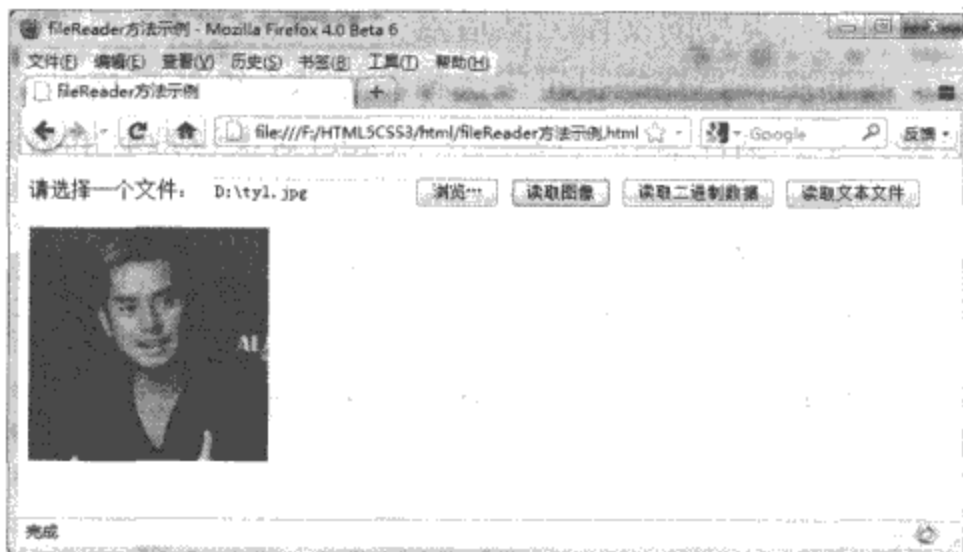 fileReader方法示例 - Mozilla Firefox 4.0 Beta 6
文件(F) 编辑(E) 查看(V) 历史(S) 书签(B) 工具(T) 帮助(H)
fileReader方法示例
file:///F:/HTML5CSS3/html/fileReader方法示例.html
Google
反馈
请选择一个文件： D:\tyl.jpg 浏览… 读取图像 读取二进制数据 读取文本文件
完成